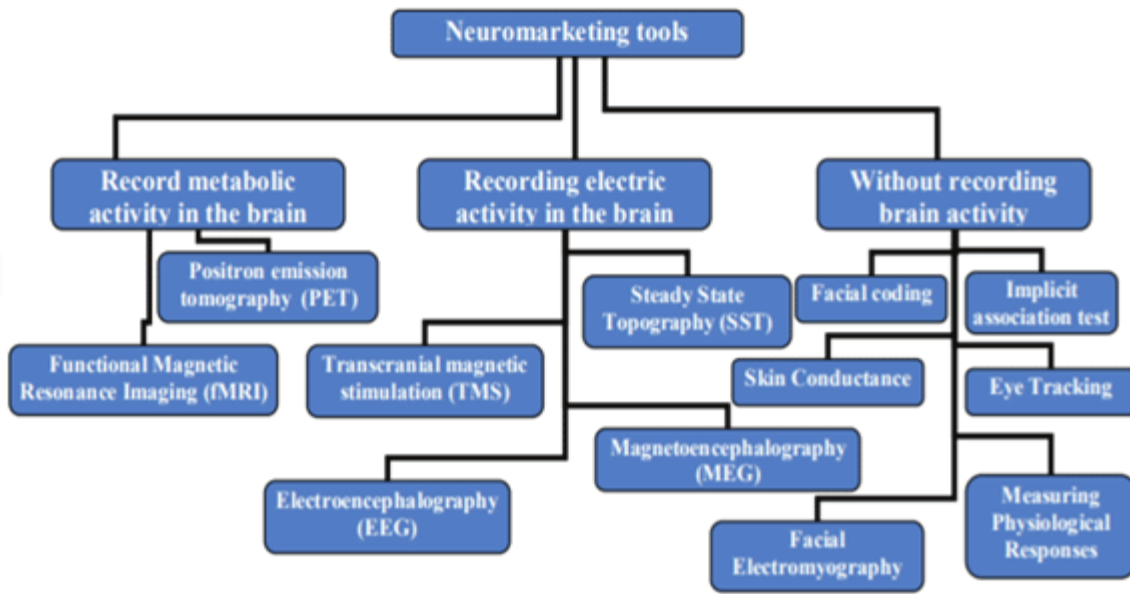 Neuromarketing tools
Record metabolic
activity in the brain
Recording electric
activity in the brain
Without recording
brain activity
Positron emission
tomography (PET)
Functional Magnetic
Resonance Imaging (fMRI)
Steady State
Topography (SST)
Transcranial magnetic
stimulation (TMS)
Magnetoencephalography
(MEG)
Electroencephalography
(EEG)
Facial coding
Implicit
association test
Skin Conductance
Eye Tracking
Measuring
Physiological
Responses
Facial
Electromyography